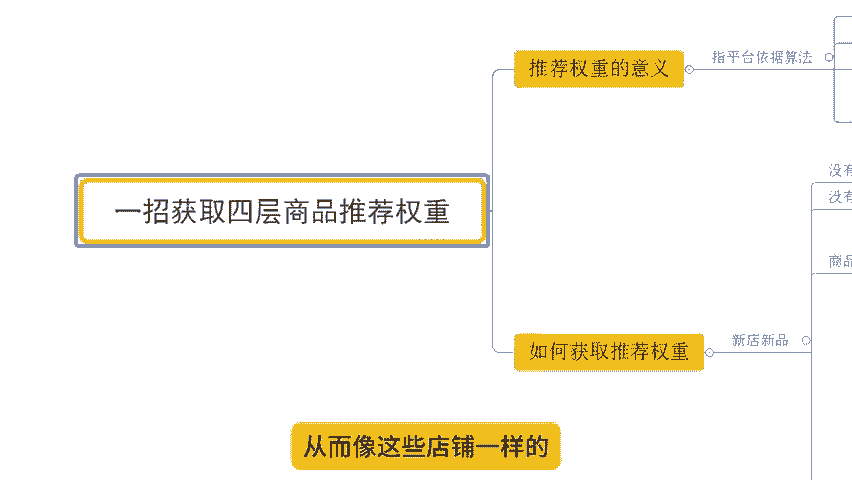 推荐权重的意义
指平台依据算法
一招获取四层商品推荐权重
没有
没有
商品
如何获取推荐权重
新店新品
从而像这些店铺一样的